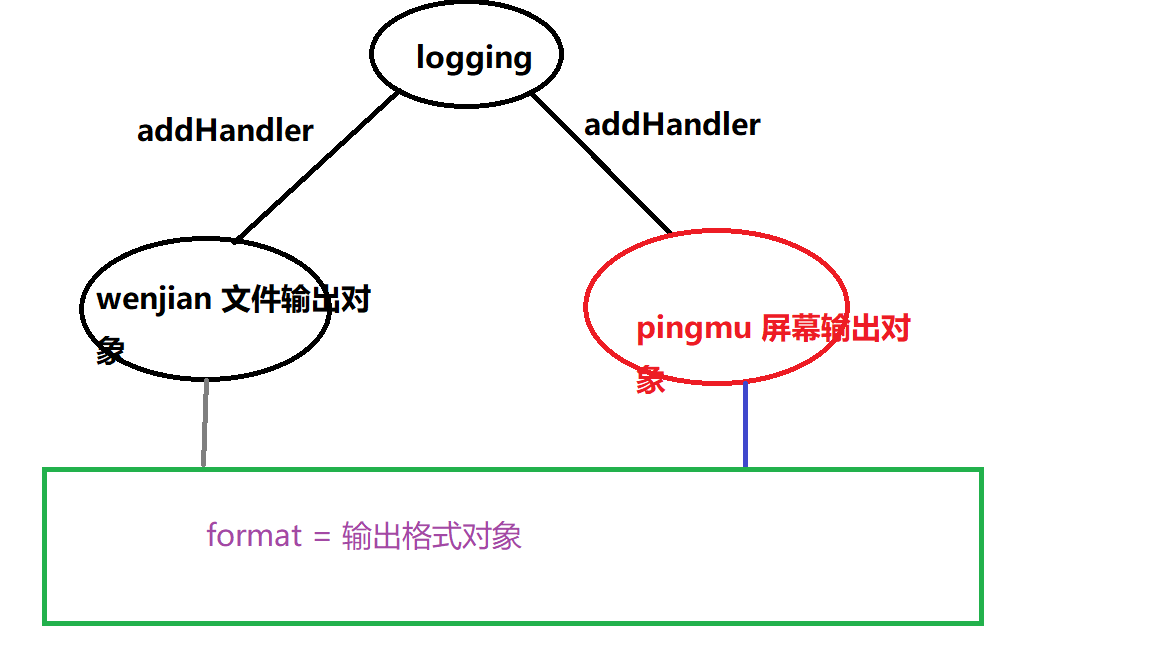 logging
addHandler
addHandler
wenjian 文件输出对
象
pingmu 屏幕输出对
象
format = 输出格式对象